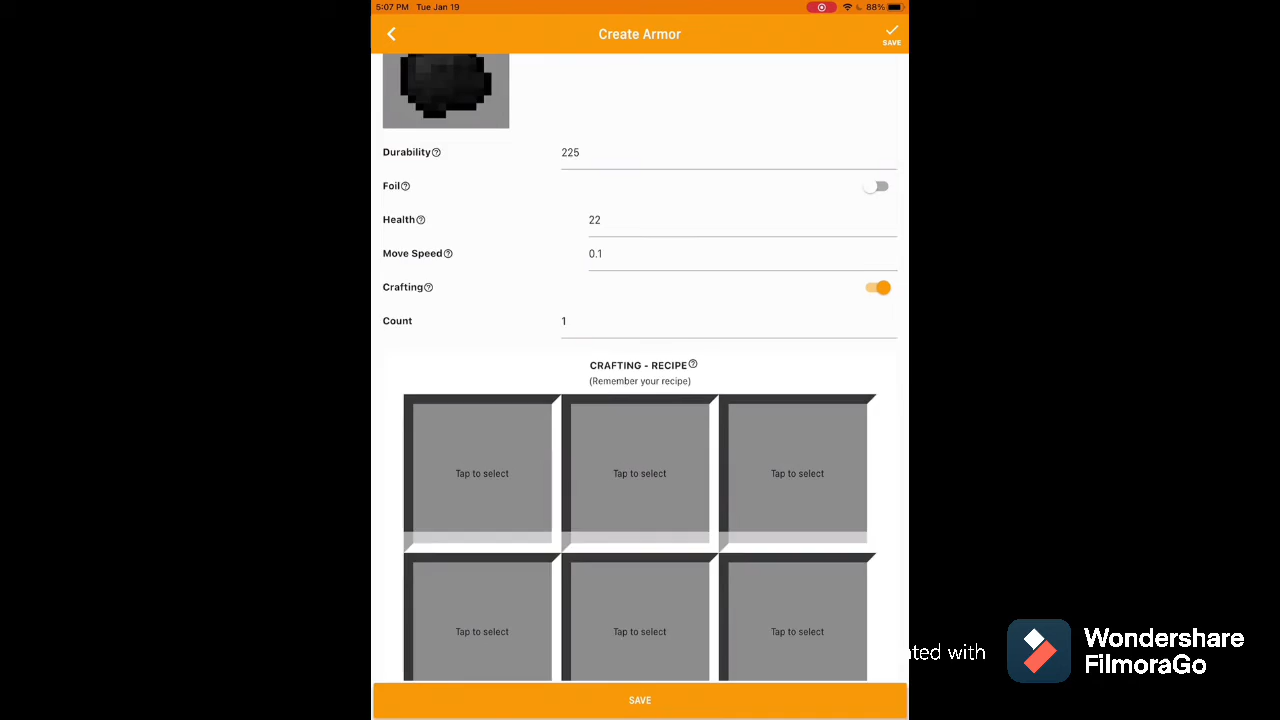 5:07 PM Tue Jan 19 88%
Create Armor
SAVE
Durability 225
Foil
Health 22
Move Speed 0.1
Crafting
Count 1
CRAFTING - RECIPE
(Remember your recipe)
Tap to select Tap to select Tap to select
Tap to select Tap to select Tap to select
SAVE
with
Wondershare
FilmoraGo